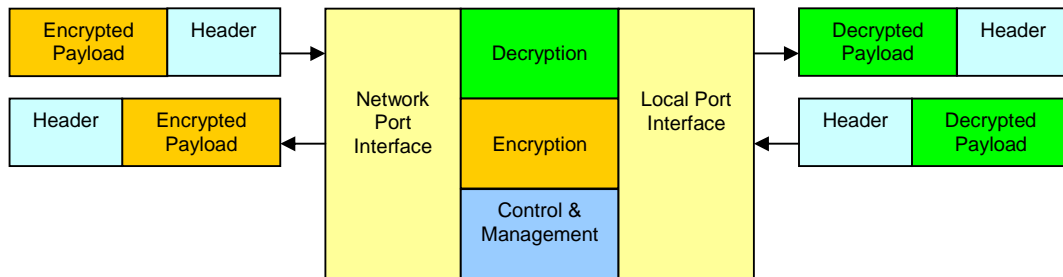 Encrypted
Payload
Header
Header
Encrypted
Payload
Network
Port
Interface
Decryption
Encryption
Control &
Management
Local Port
Interface
Decrypted
Payload
Header
Header
Decrypted
Payload